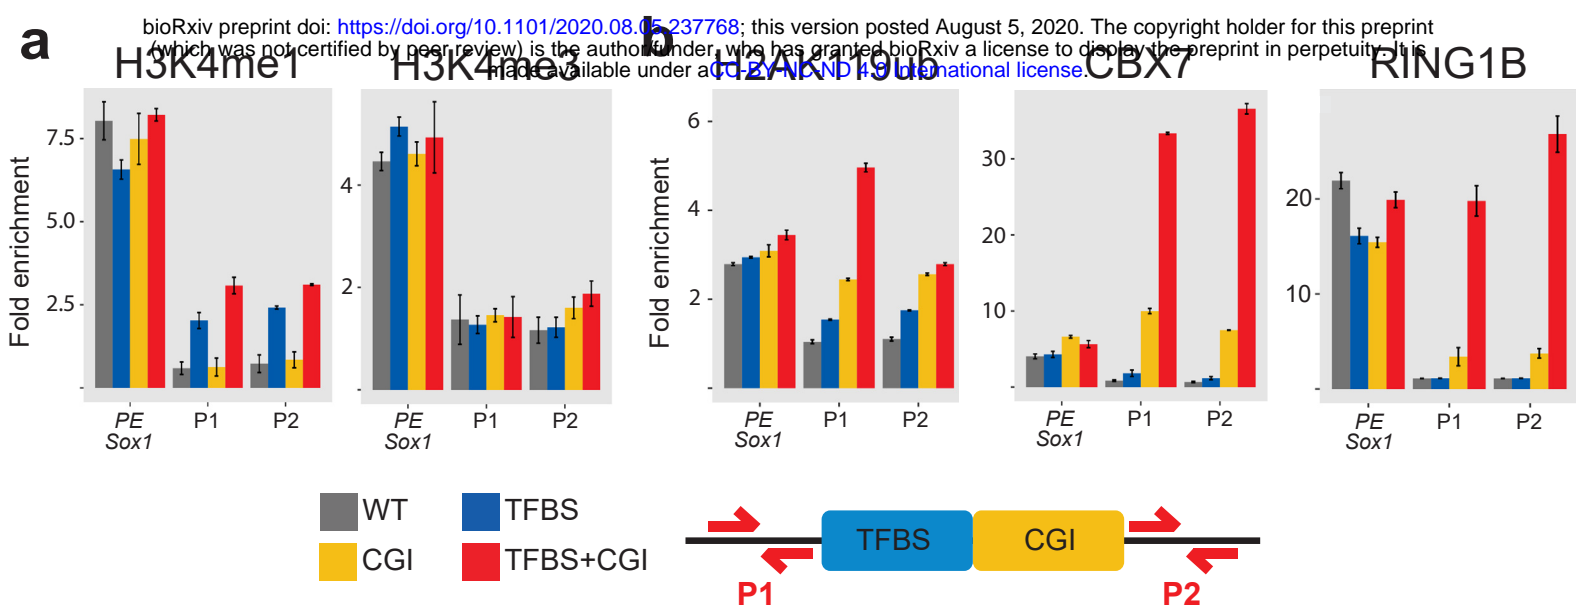 bioRxiv preprint doi: https://doi.org/10.1101/2020.08.05.237768; this version posted August 5, 2020. The copyright holder for this preprint
(which was not certified by peer review) is the author/funder, who has granted bioRxiv a license to display the preprint in perpetuity. It is
made available under aCC-BY-NC-ND 4.0 International license.
a
b
H3K4me1
H3K4me3
H2AK119ub
CBX7
RING1B
Fold enrichment
7.5
5.0
2.5
PE
Sox1
P1
P2
4
2
PE
Sox1
P1
P2
Fold enrichment
6
4
2
PE
Sox1
P1
P2
30
20
10
PE
Sox1
P1
P2
20
10
PE
Sox1
P1
P2
WT
TFBS
CGI
TFBS+CGI
TFBS
CGI
P1
P2